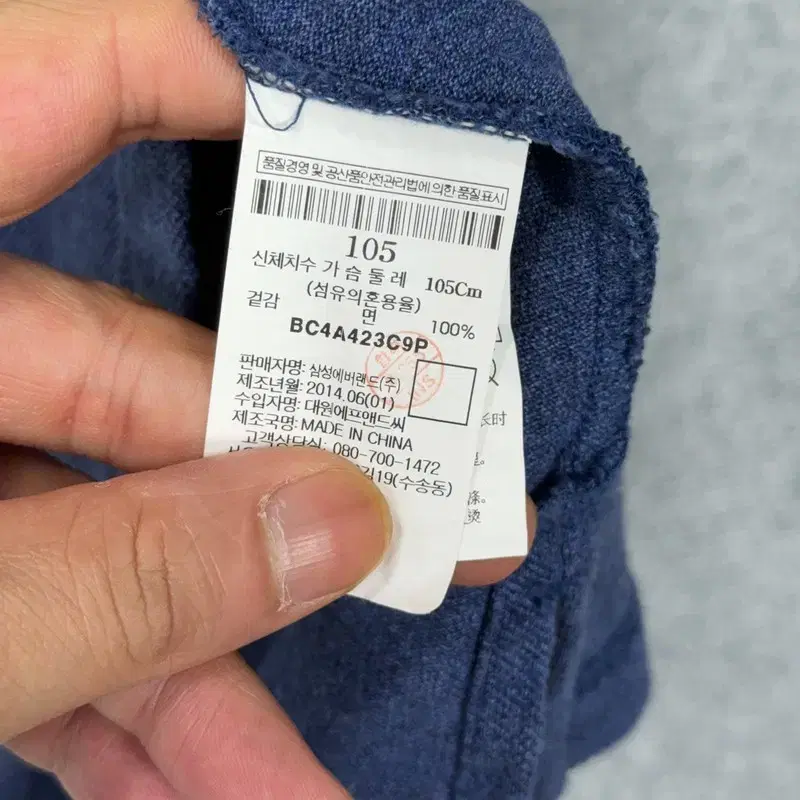 품질경영 및 공산품안전관리법에 의한 품질표시
105
신체치수 가 슴 둘 레 105Cm
(섬유의혼용율)
겉감 면 100%
BC4A423C9P
판매자명: 삼성에버랜드(주)
제조년월: 2014.06(01)
수입자명: 대원에프앤드씨
제조국명: MADE IN CHINA
고객상담실: 080-700-1472
길19(수송동)
长时